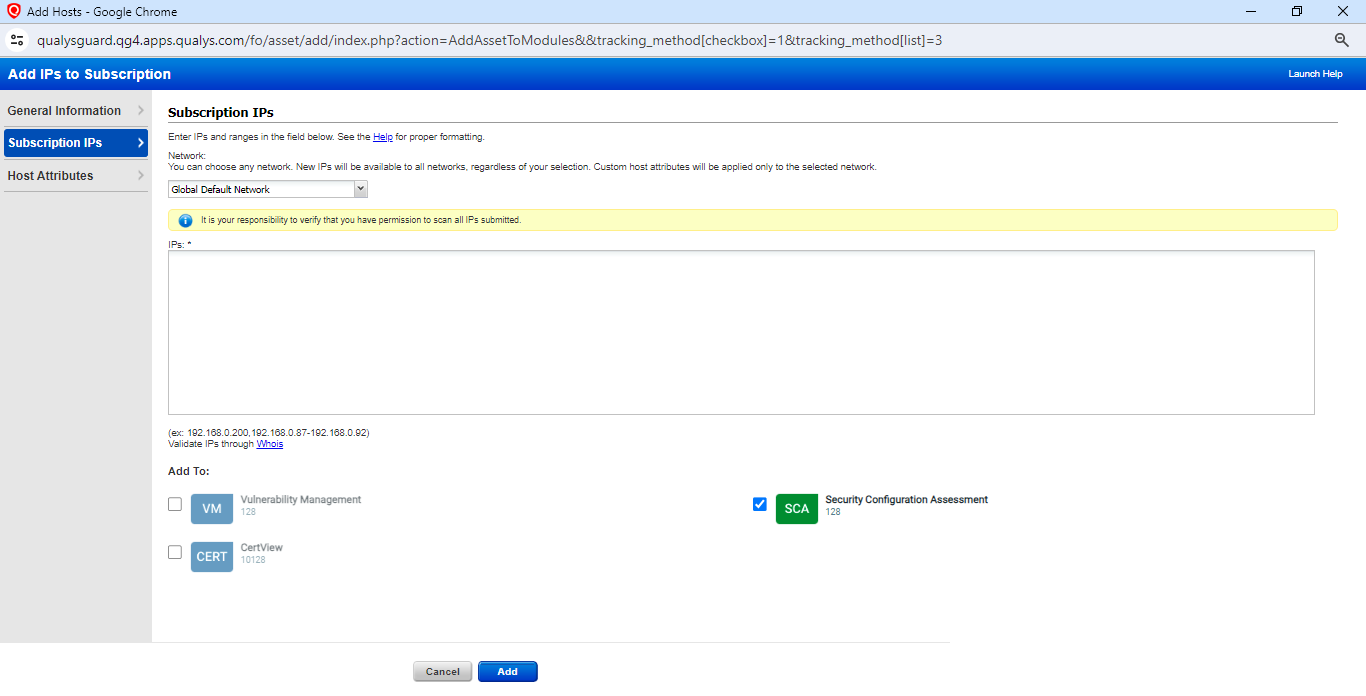 Add Hosts - Google Chrome
qualysguard.qg4.apps.qualys.com/fo/asset/add/index.php?action=AddAssetToModules&&tracking_method[checkbox]=1&tracking_method[list]=3
Add IPs to Subscription
Launch Help
General Information
Subscription IPs
Host Attributes
Subscription IPs
Enter IPs and ranges in the field below. See the Help for proper formatting.
Network:
You can choose any network. New IPs will be available to all networks, regardless of your selection. Custom host attributes will be applied only to the selected network.
Global Default Network
It is your responsibility to verify that you have permission to scan all IPs submitted.
IPs: *
(ex: 192.168.0.200,192.168.0.87-192.168.0.92)
Validate IPs through Whois
Add To:
VM
Vulnerability Management
128
SCA
Security Configuration Assessment
128
CERT
CertView
10128
Cancel
Add